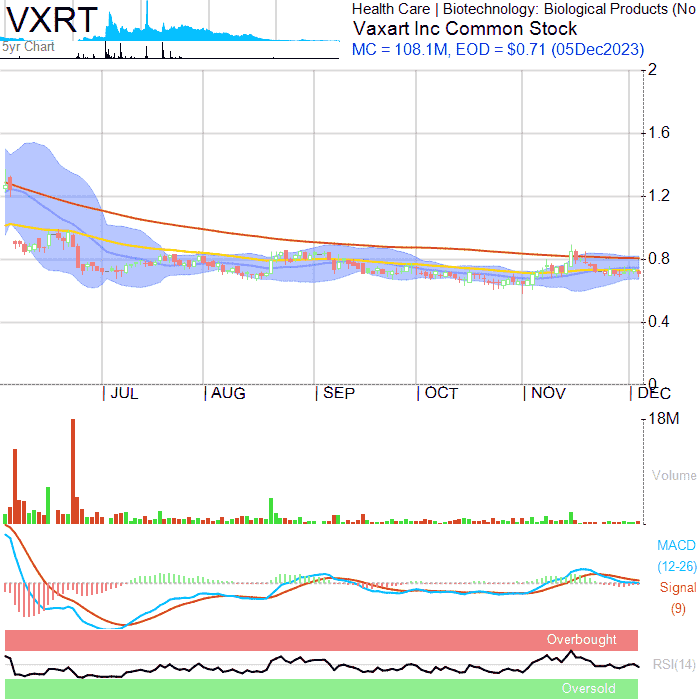 VXRT
Health Care | Biotechnology: Biological Products (No
Vaxart Inc Common Stock
5yr Chart
MC = 108.1M, EOD = $0.71 (05Dec2023)
2
1.6
1.2
0.8
0.4
0
JUL AUG SEP OCT NOV DEC
18M
Volume
MACD
(12-26)
Signal
(9)
Overbought
RSI(14)
Oversold